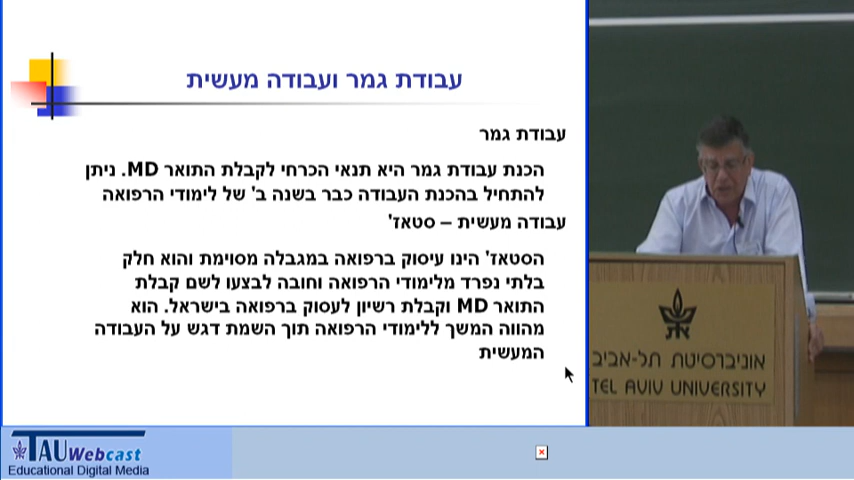 עבודת גמר ועבודה מעשית
עבודת גמר
הכנת עבודת גמר היא תנאי הכרחי לקבלת התואר MD. ניתן
להתחיל בהכנת העבודה כבר בשנה ב' של לימודי הרפואה
עבודה מעשית – סטאז'
הסטאז' הינו עיסוק ברפואה במגבלה מסוימת והוא חלק
בלתי נפרד מלימודי הרפואה וחובה לבצעו לשם קבלת
התואר MD וקבלת רשיון לעסוק ברפואה בישראל. הוא
מהווה המשך ללימודי הרפואה תוך השמת דגש על העבודה
המעשית
אוניברסיטת תל-אביב
TEL AVIV UNIVERSITY
TAU Webcast
Educational Digital Media